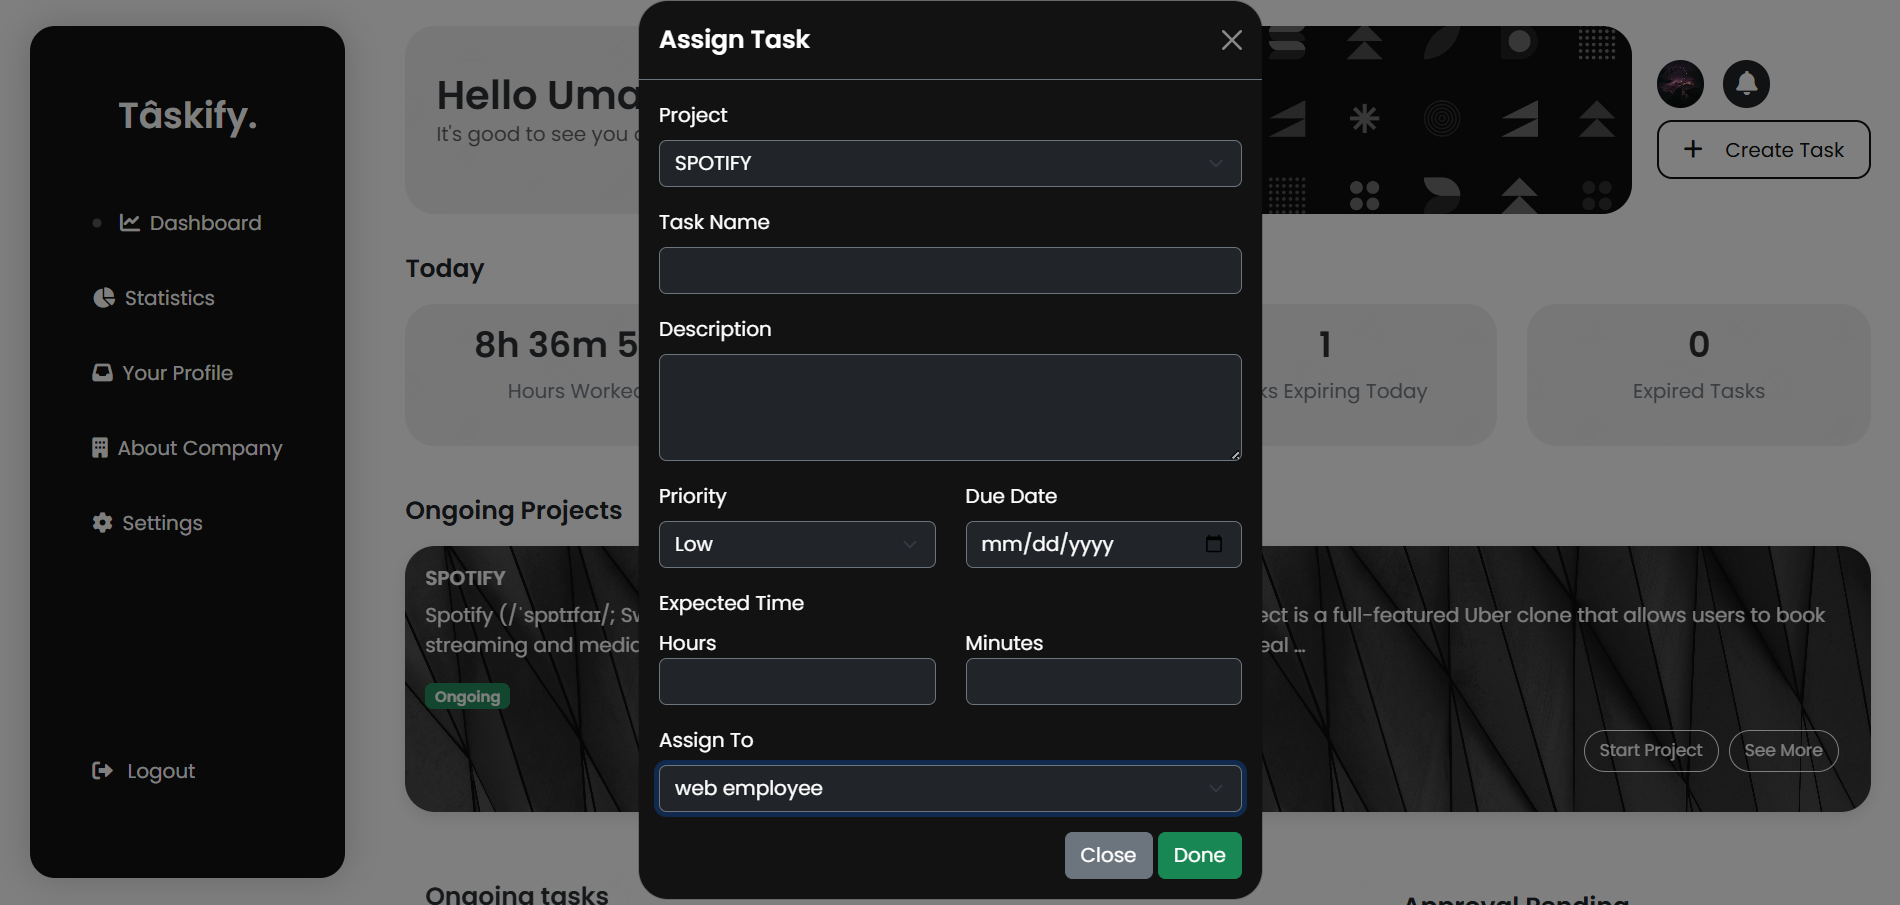 Tâskify.
Dashboard
Statistics
Your Profile
About Company
Settings
Logout
Hello Uma
It's good to see you
Create Task
Today
8h 36m 5
Hours Worked
1
ks Expiring Today
0
Expired Tasks
Ongoing Projects
SPOTIFY
Spotify (/ˈspɒtɪfaɪ/; Sw
streaming and media
Ongoing
ect is a full-featured Uber clone that allows users to book
eal ...
Start Project
See More
Ongoing tasks
Approval Pending
Assign Task
Project
SPOTIFY
Task Name
Description
Priority
Due Date
Low
mm/dd/yyyy
Expected Time
Hours
Minutes
Assign To
web employee
Close
Done